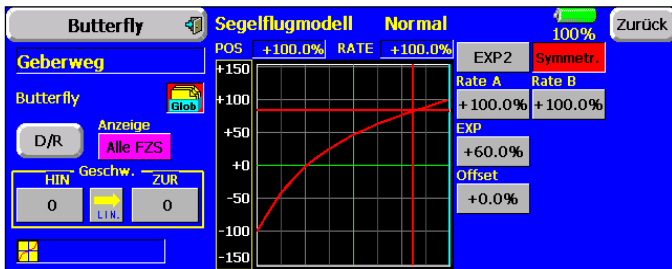 Butterfly
Segelflugmodell Normal
100%
Zurück
Geberweg
POS +100.0% RATE +100.0%
EXP2 Symmetr.
Rate A Rate B
+100.0% +100.0%
EXP
+60.0%
Offset
+0.0%
Butterfly
Glob
D/R
Anzeige
Alle FZS
Geschw.
HIN ZUR
0 LIN. 0
+150
+100
+50
+0
-50
-100
-150